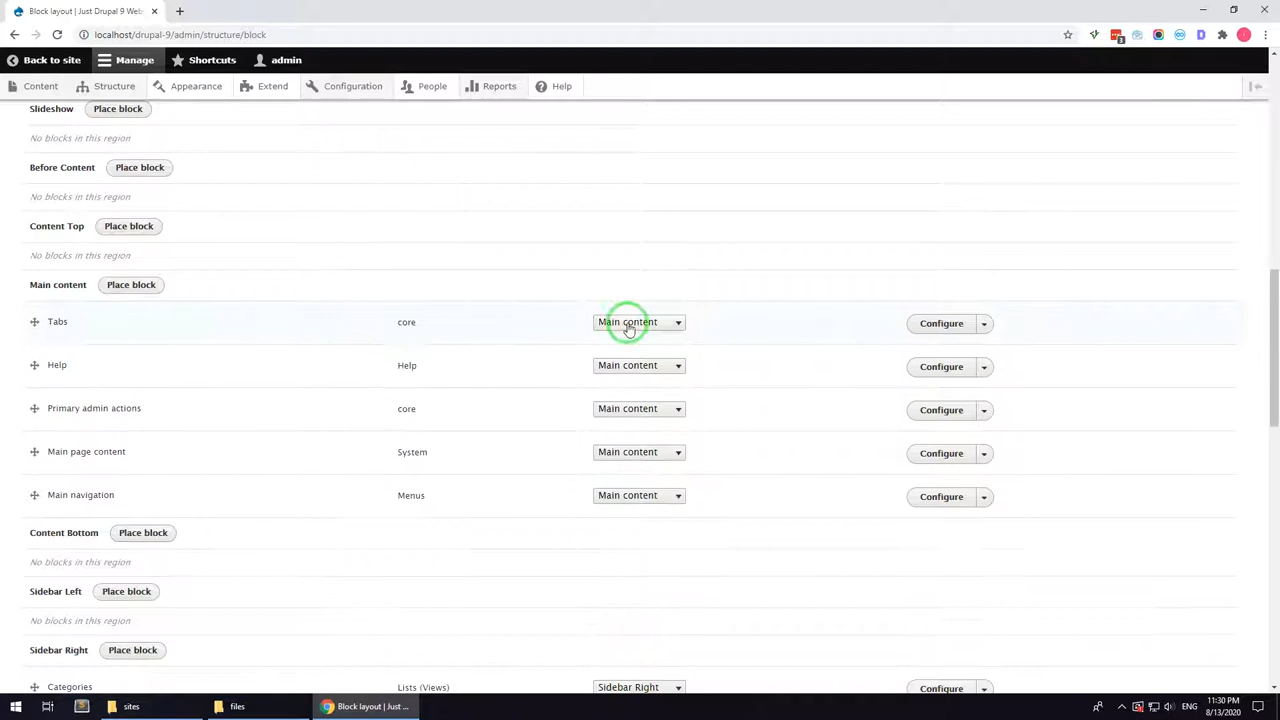 Block layout | Just Drupal 9 Web
localhost/drupal-9/admin/structure/block
3
Back to site
Manage
Shortcuts
admin
Content
Structure
Appearance
Extend
Configuration
People
Reports
Help
Slideshow Place block
No blocks in this region
Before Content Place block
No blocks in this region
Content Top Place block
No blocks in this region
Main content Place block
Tabs core Main content Configure
Help Help Main content Configure
Primary admin actions core Main content Configure
Main page content System Main content Configure
Main navigation Menus Main content Configure
Content Bottom Place block
No blocks in this region
Sidebar Left Place block
No blocks in this region
Sidebar Right Place block
Categories Lists (Views) Sidebar Right Configure
sites
files
Block layout | Just ...
ENG
11:30 PM
8/13/2020